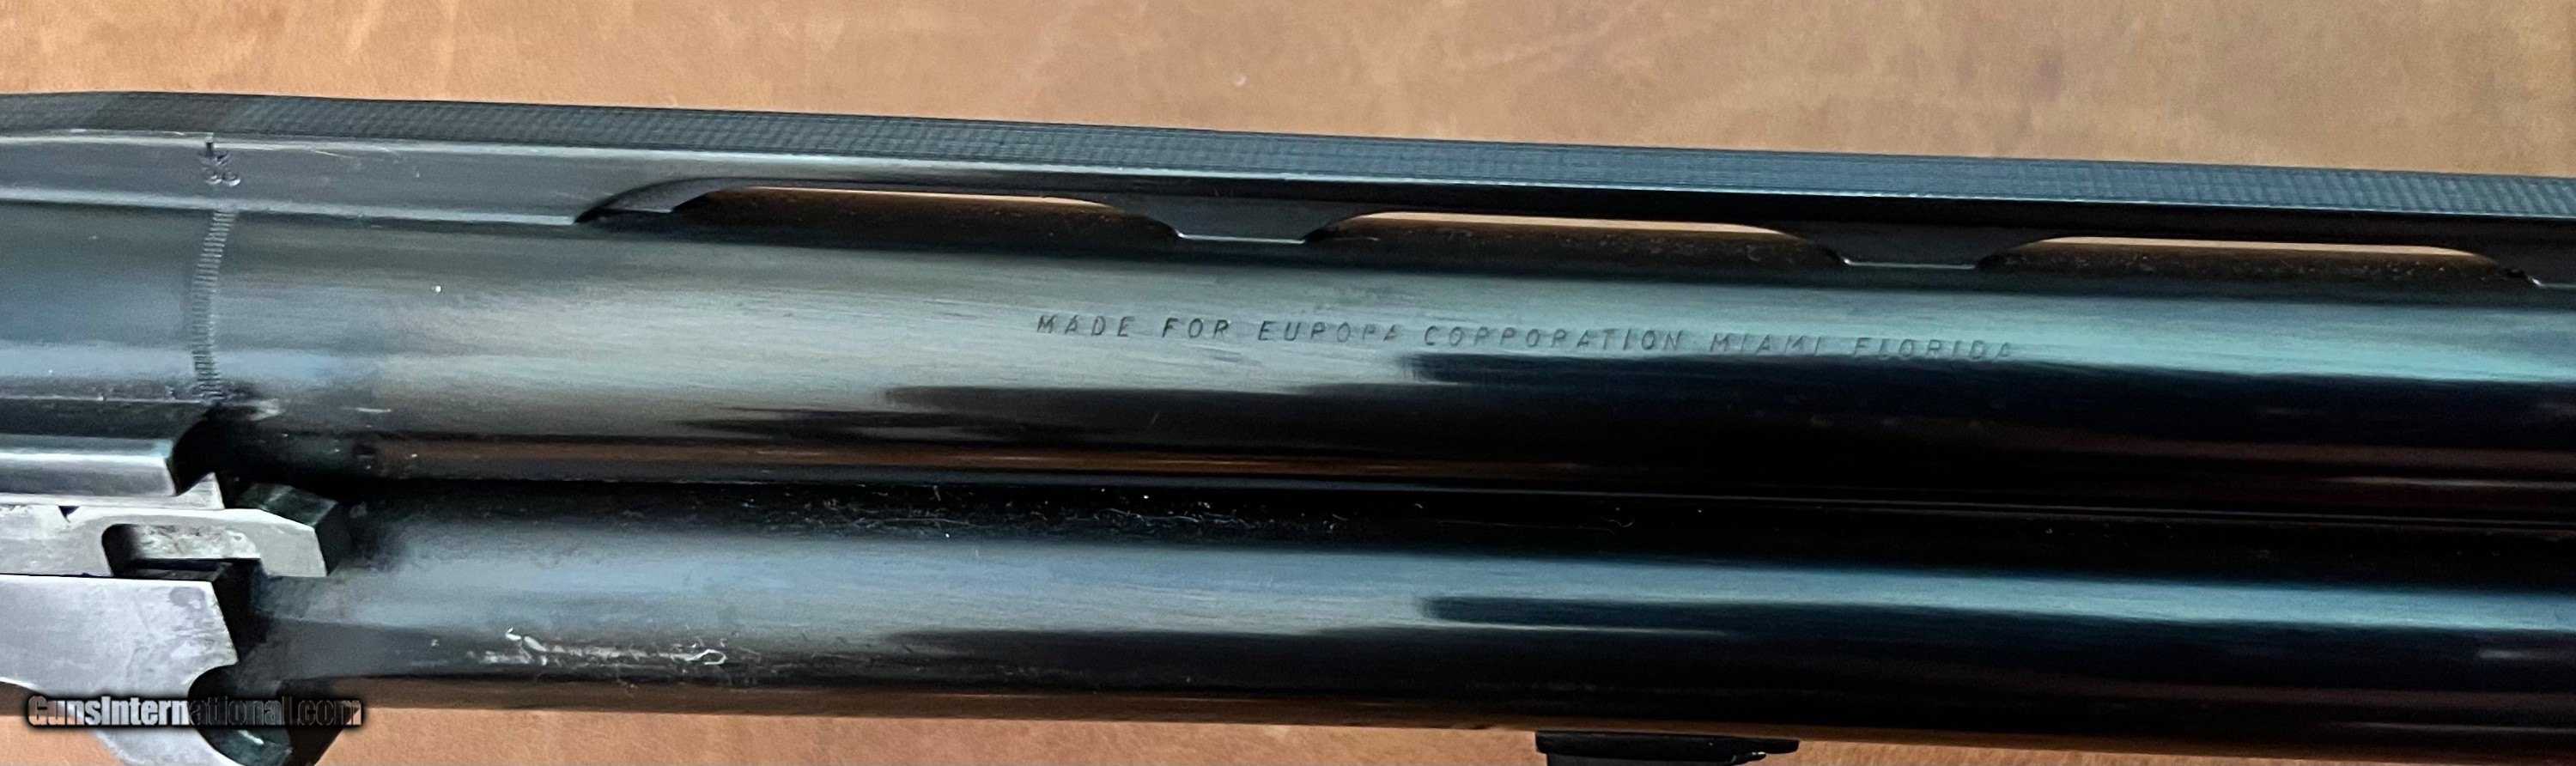 MADE FOR EUROPA CORPORATION MIAMI FLORIDA
GunsInternational.com